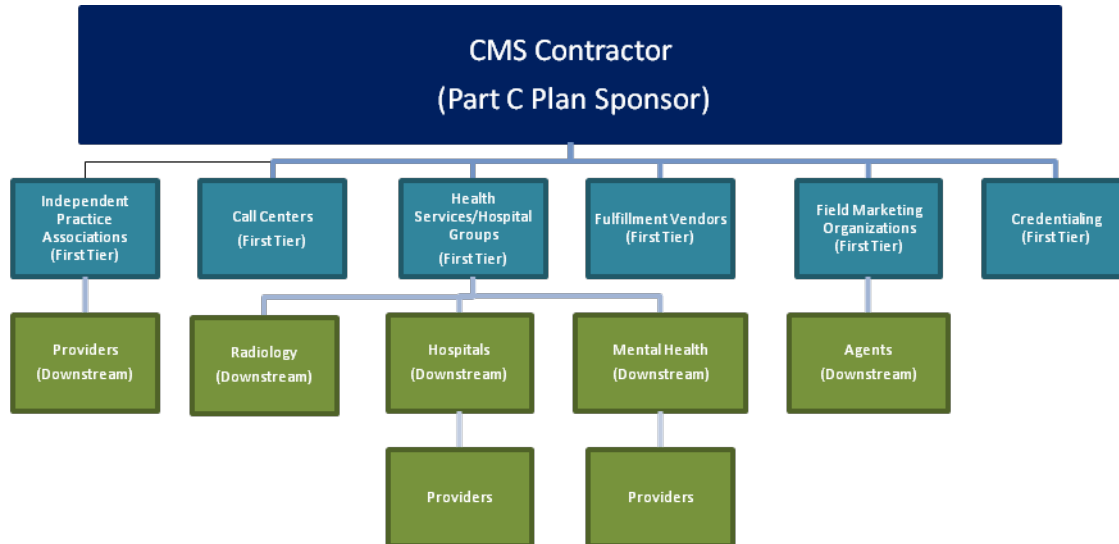 CMS Contractor
(Part C Plan Sponsor)
Independent
Practice
Associations
(First Tier)
Call Centers
(First Tier)
Health
Services/Hospital
Groups
(First Tier)
Fulfillment Vendors
(First Tier)
Field Marketing
Organizations
(First Tier)
Credentialing
(First Tier)
Providers
(Downstream)
Radiology
(Downstream)
Hospitals
(Downstream)
Mental Health
(Downstream)
Agents
(Downstream)
Providers
Providers